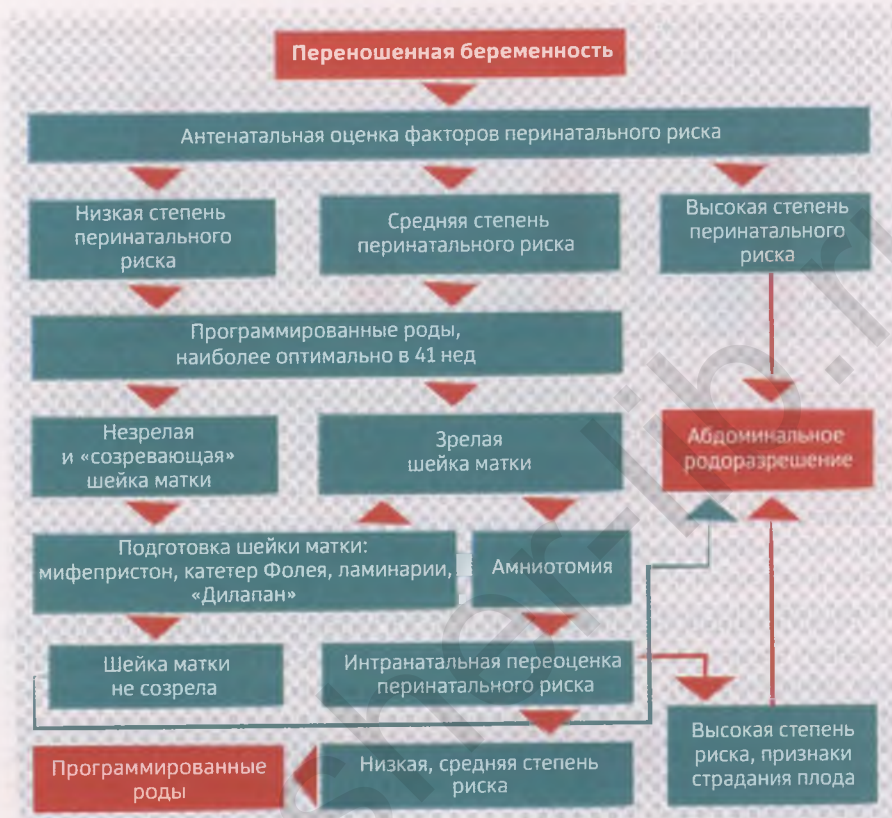 Переношенная беременность
Антенатальная оценка факторов перинатального риска
Низкая степень
перинатального
риска
Средняя степень
перинатального риска
Высокая степень
перинатального
риска
Программированные роды,
наиболее оптимально в 41 нед
Незрелая
и «созревающая»
шейка матки
Зрелая
шейка матки
Абдоминальное
родоразрешение
Подготовка шейки матки:
мифепристон, катетер Фолея, ламинарии,
«Дилапан»
Амниотомия
Шейка матки
не созрела
Интранатальная переоценка
перинатального риска
Высокая степень
риска, признаки
страдания плода
Программированные
роды
Низкая, средняя степень
риска